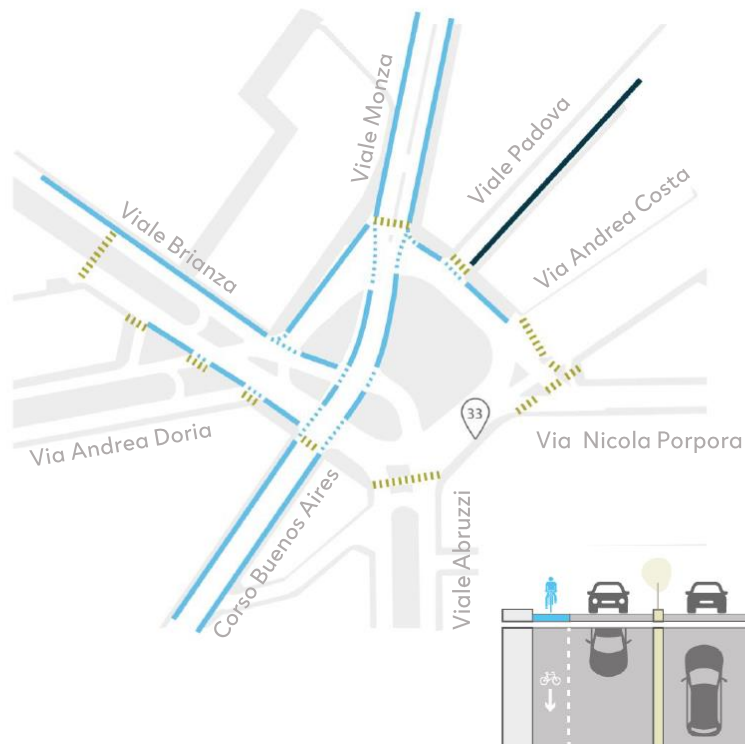 Viale Monza
Viale Padova
Via Andrea Costa
Viale Brianza
33
Via Andrea Doria
Via Nicola Porpora
Corso Buenos Aires
Viale Abruzzi